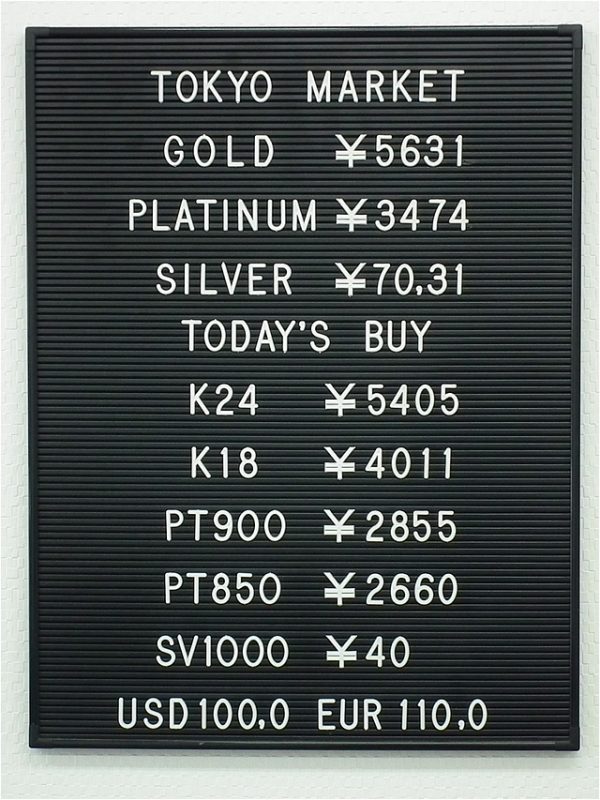 TOKYO MARKET
GOLD ¥5631
PLATINUM ¥3474
SILVER ¥70,31
TODAY'S BUY
K24 ¥5405
K18 ¥4011
PT900 ¥2855
PT850 ¥2660
SV1000 ¥40
USD100,0 EUR 110,0